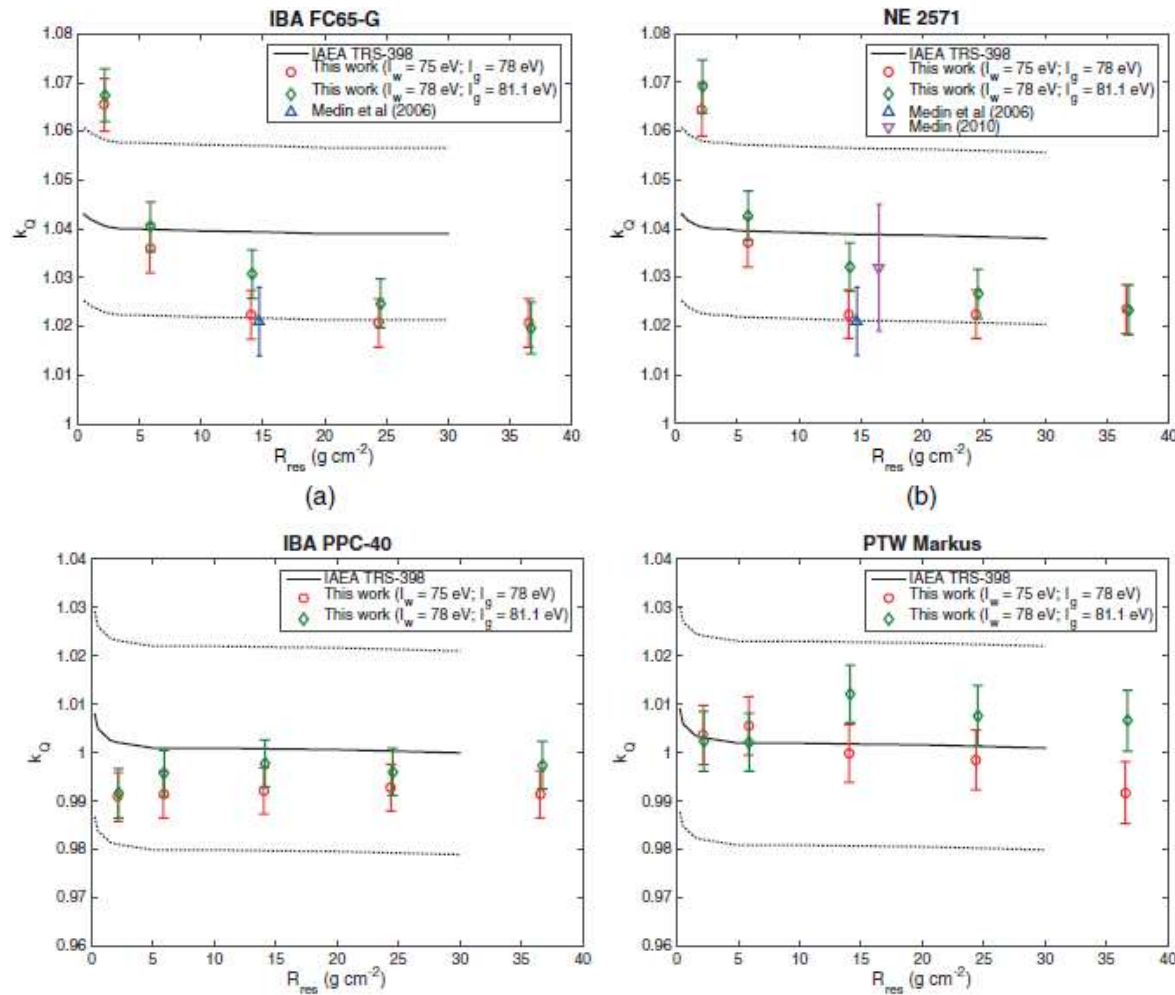 IBA FC65-G
1.08
1.07
1.06
1.05
1.04
1.03
1.02
1.01
1
k_Q
IAEA TRS-398
This work (I_w = 75 eV; I_g = 78 eV)
This work (I_w = 78 eV; I_g = 81.1 eV)
Medin et al (2006)
0 5 10 15 20 25 30 35 40
R_res (g cm^-2)
(a)
NE 2571
1.08
1.07
1.06
1.05
1.04
1.03
1.02
1.01
1
k_Q
IAEA TRS-398
This work (I_w = 75 eV; I_g = 78 eV)
This work (I_w = 78 eV; I_g = 81.1 eV)
Medin et al (2006)
Medin (2010)
0 5 10 15 20 25 30 35 40
R_res (g cm^-2)
(b)
IBA PPC-40
1.04
1.03
1.02
1.01
1
0.99
0.98
0.97
0.96
k_Q
IAEA TRS-398
This work (I_w = 75 eV; I_g = 78 eV)
This work (I_w = 78 eV; I_g = 81.1 eV)
0 5 10 15 20 25 30 35 40
R_res (g cm^-2)
PTW Markus
1.04
1.03
1.02
1.01
1
0.99
0.98
0.97
0.96
k_Q
IAEA TRS-398
This work (I_w = 75 eV; I_g = 78 eV)
This work (I_w = 78 eV; I_g = 81.1 eV)
0 5 10 15 20 25 30 35 40
R_res (g cm^-2)